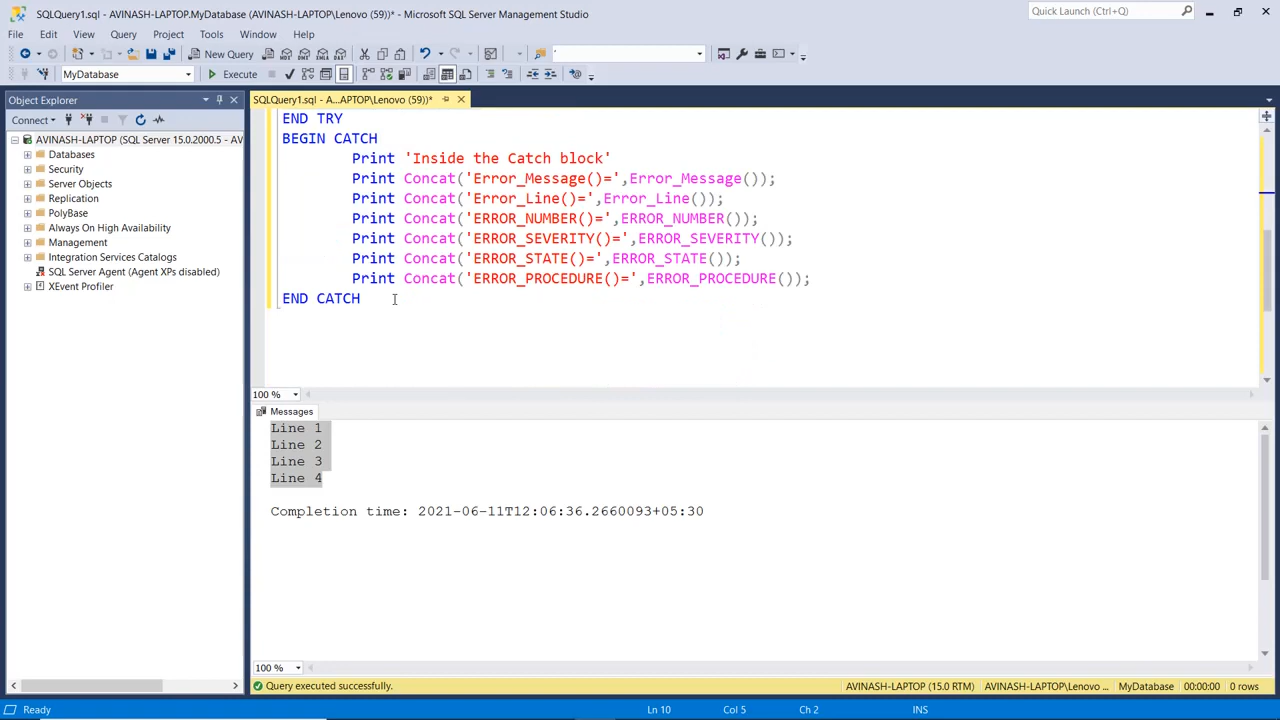 SQLQuery1.sql - AVINASH-LAPTOP.MyDatabase (AVINASH-LAPTOP\Lenovo (59))* - Microsoft SQL Server Management Studio
Quick Launch (Ctrl+Q)
File Edit View Query Project Tools Window Help
New Query
MyDatabase
Execute
Object Explorer
SQLQuery1.sql - A...APTOP\Lenovo (59))*
Connect
AVINASH-LAPTOP (SQL Server 15.0.2000.5 - AV
Databases
Security
Server Objects
Replication
PolyBase
Always On High Availability
Management
Integration Services Catalogs
SQL Server Agent (Agent XPs disabled)
XEvent Profiler
END TRY
BEGIN CATCH
Print 'Inside the Catch block'
Print Concat('Error_Message()=',Error_Message());
Print Concat('Error_Line()=',Error_Line());
Print Concat('ERROR_NUMBER()=',ERROR_NUMBER());
Print Concat('ERROR_SEVERITY()=',ERROR_SEVERITY());
Print Concat('ERROR_STATE()=',ERROR_STATE());
Print Concat('ERROR_PROCEDURE()=',ERROR_PROCEDURE());
END CATCH
100 %
Messages
Line 1
Line 2
Line 3
Line 4
Completion time: 2021-06-11T12:06:36.2660093+05:30
100 %
Query executed successfully.
AVINASH-LAPTOP (15.0 RTM)
AVINASH-LAPTOP\Lenovo ...
MyDatabase
00:00:00
0 rows
Ready
Ln 10
Col 5
Ch 2
INS